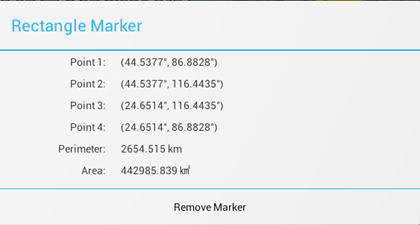 Rectangle Marker
Point 1: (44.5377°, 86.8828°)
Point 2: (44.5377°, 116.4435°)
Point 3: (24.6514°, 116.4435°)
Point 4: (24.6514°, 86.8828°)
Perimeter: 2654.515 km
Area: 442985.839 ㎢
Remove Marker